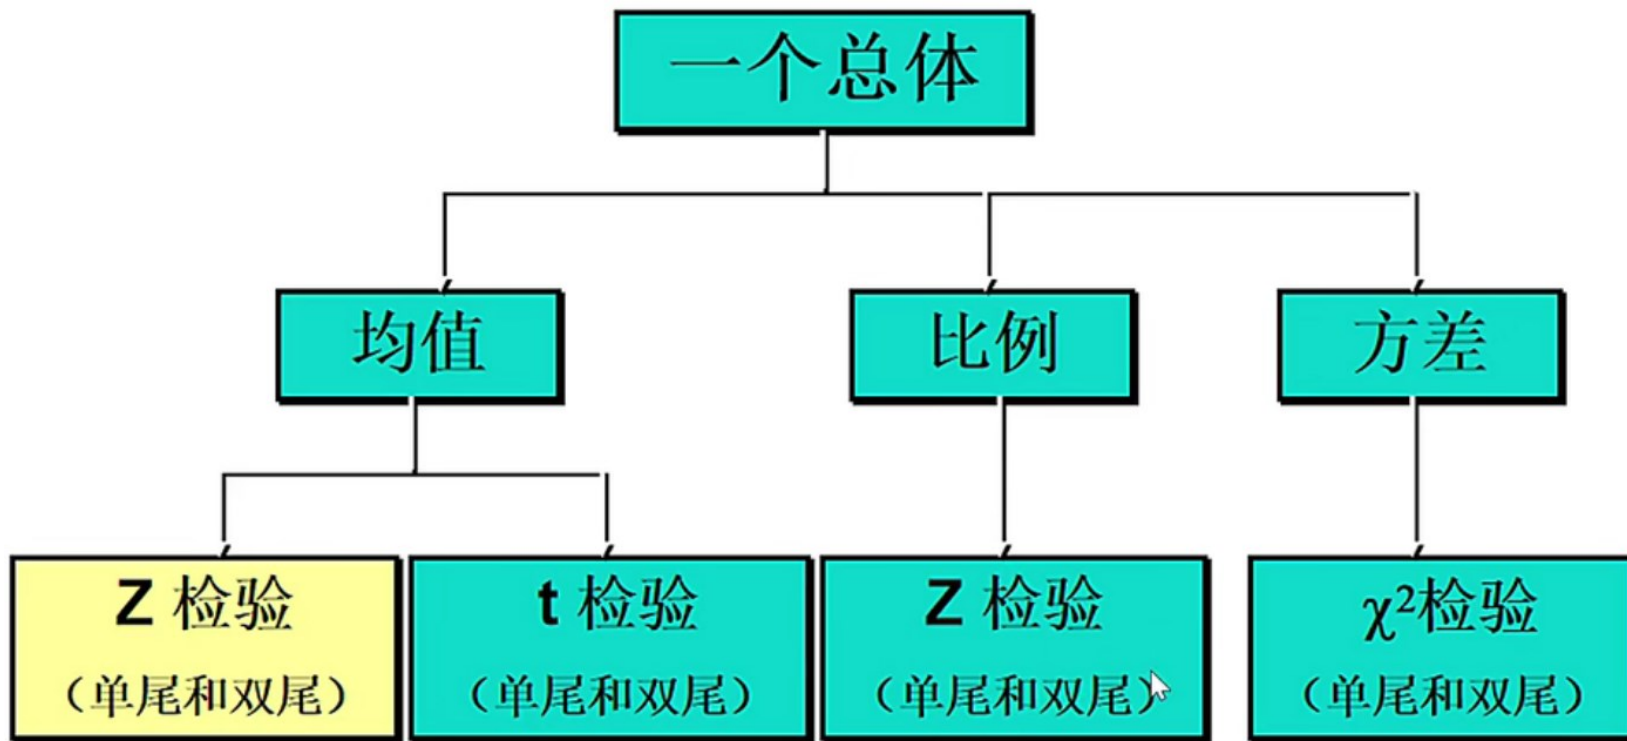 一个总体
均值
比例
方差
Z 检验
（单尾和双尾）
t 检验
（单尾和双尾）
Z 检验
（单尾和双尾）
χ²检验
（单尾和双尾）